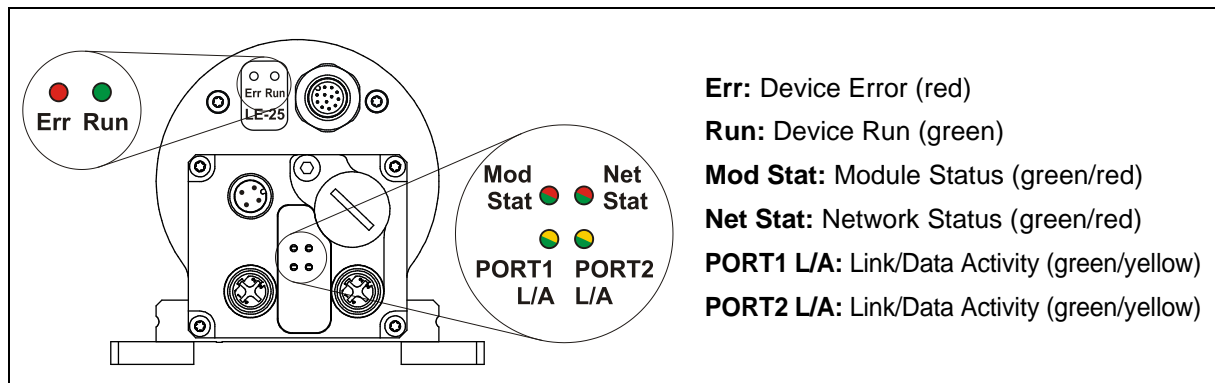 Err Run
Err Run
LE-25
Mod Stat
Net Stat
PORT1 L/A
PORT2 L/A
Err: Device Error (red)
Run: Device Run (green)
Mod Stat: Module Status (green/red)
Net Stat: Network Status (green/red)
PORT1 L/A: Link/Data Activity (green/yellow)
PORT2 L/A: Link/Data Activity (green/yellow)